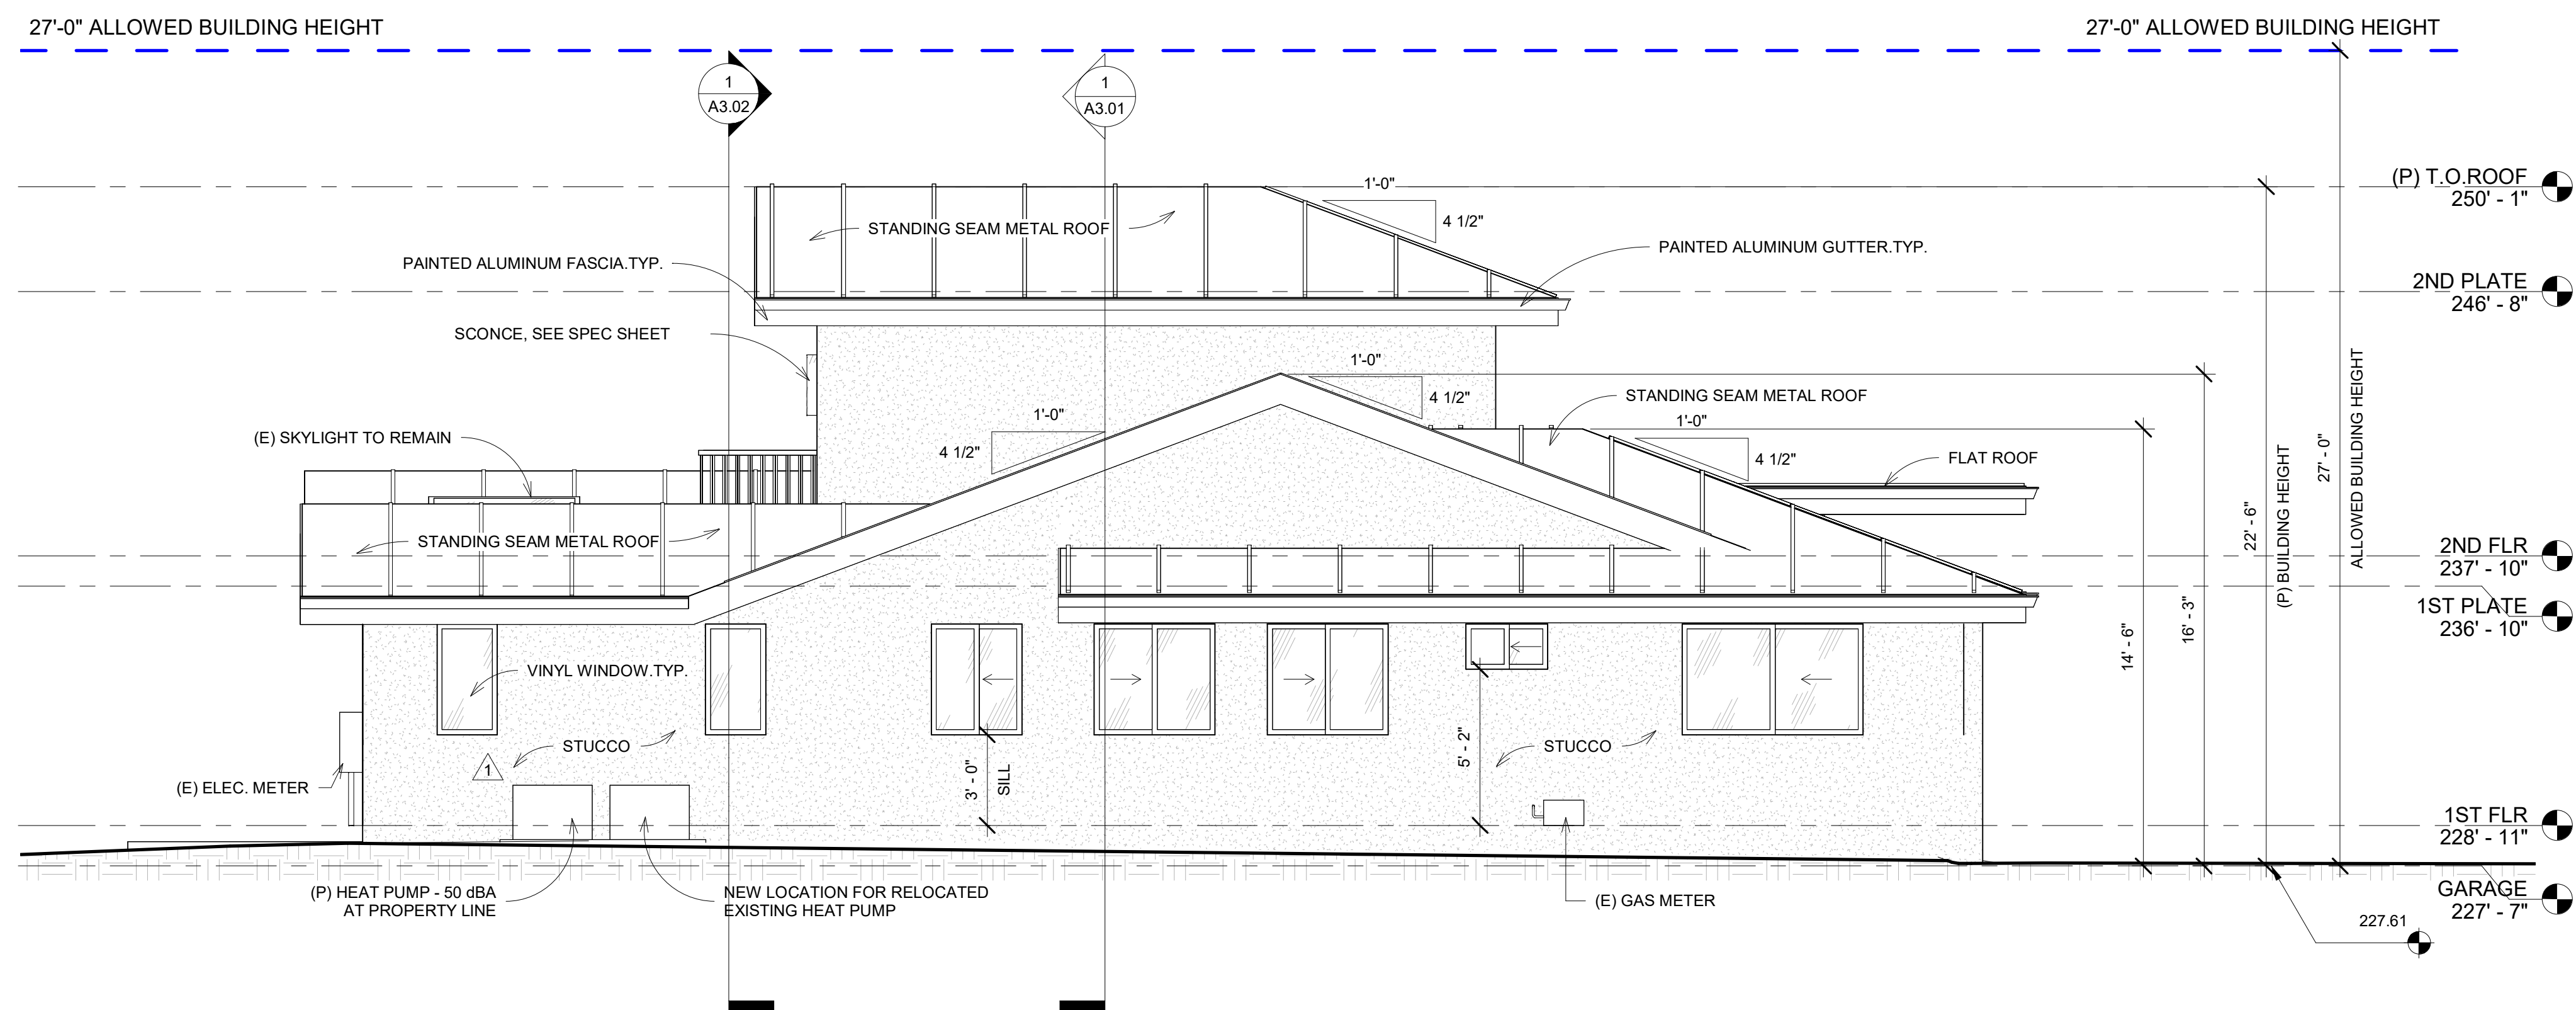 27'-0" ALLOWED BUILDING HEIGHT
27'-0" ALLOWED BUILDING HEIGHT
1
A3.02
1
A3.01
(P) T.O.ROOF
250' - 1"
1'-0"
4 1/2"
STANDING SEAM METAL ROOF
PAINTED ALUMINUM GUTTER.TYP.
PAINTED ALUMINUM FASCIA.TYP.
2ND PLATE
246' - 8"
SCONCE, SEE SPEC SHEET
1'-0"
4 1/2"
STANDING SEAM METAL ROOF
1'-0"
4 1/2"
1'-0"
4 1/2"
(E) SKYLIGHT TO REMAIN
FLAT ROOF
STANDING SEAM METAL ROOF
2ND FLR
237' - 10"
1ST PLATE
236' - 10"
14' - 6"
16' - 3"
22' - 6"
(P) BUILDING HEIGHT
27' - 0"
ALLOWED BUILDING HEIGHT
VINYL WINDOW.TYP.
STUCCO
1
3' - 0"
SILL
5' - 2"
STUCCO
(E) ELEC. METER
1ST FLR
228' - 11"
(P) HEAT PUMP - 50 dBA
AT PROPERTY LINE
NEW LOCATION FOR RELOCATED
EXISTING HEAT PUMP
(E) GAS METER
GARAGE
227' - 7"
227.61